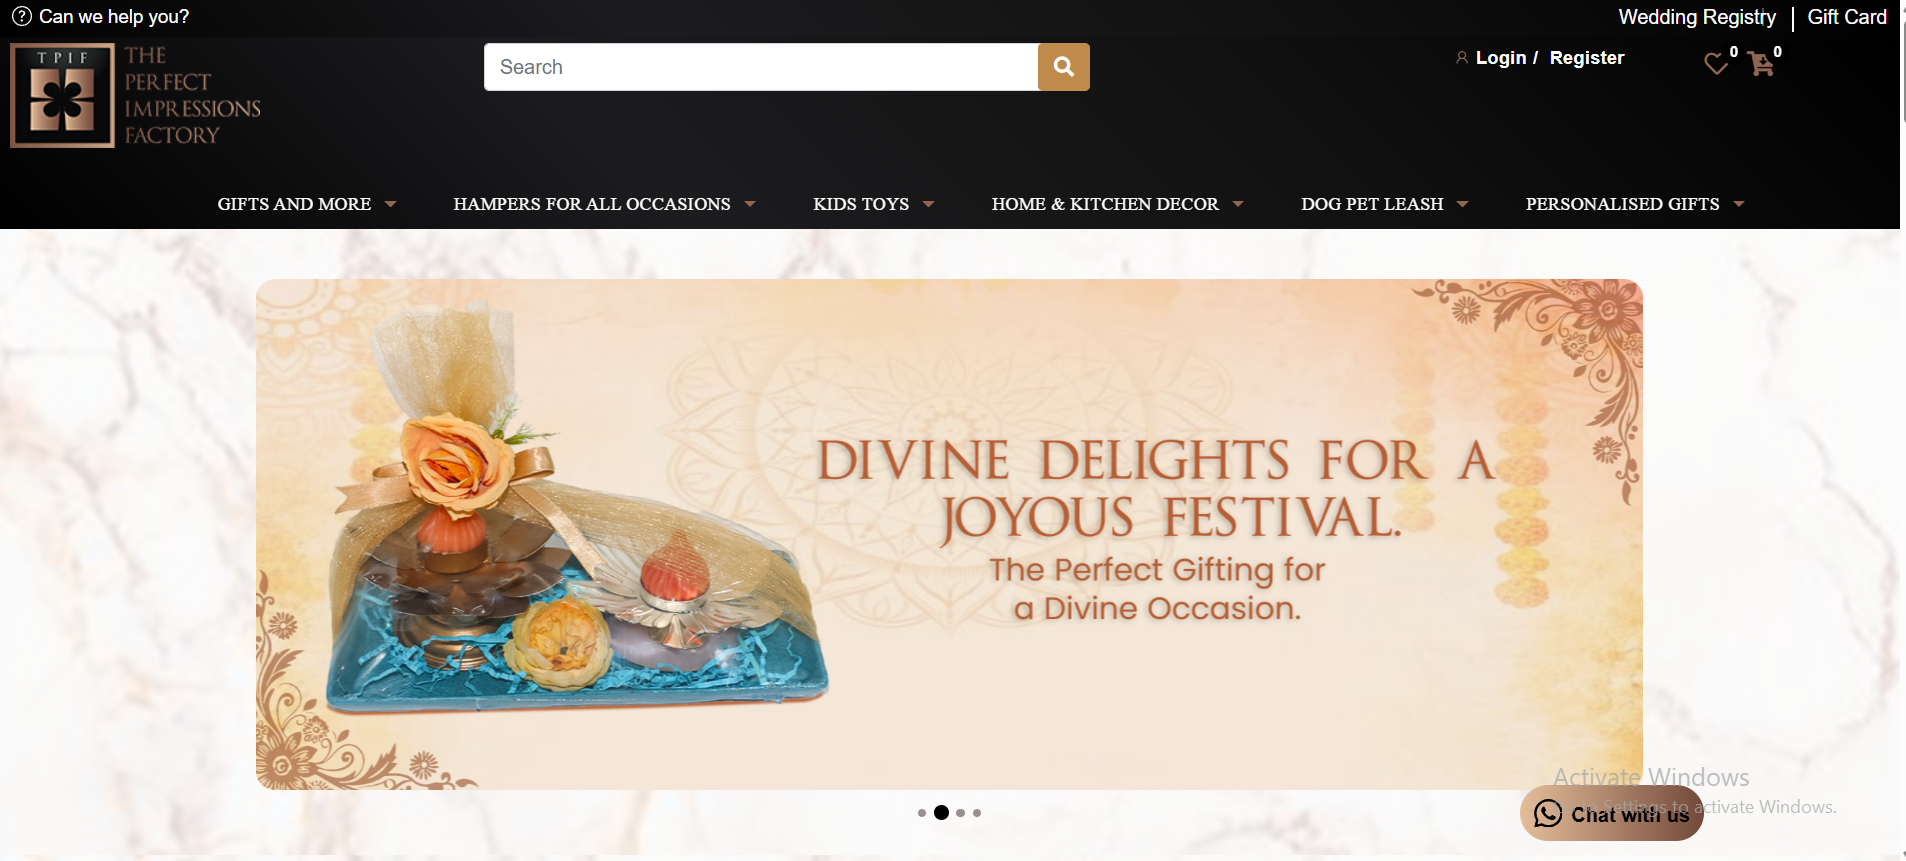 Can we help you?
Wedding Registry | Gift Card
TPIF
THE
PERFECT
IMPRESSIONS
FACTORY
Search
Login / Register
0
0
GIFTS AND MORE
HAMPERS FOR ALL OCCASIONS
KIDS TOYS
HOME & KITCHEN DECOR
DOG PET LEASH
PERSONALISED GIFTS
DIVINE DELIGHTS FOR A
JOYOUS FESTIVAL.
The Perfect Gifting for
a Divine Occasion.
Activate Windows
Settings to activate Windows.
Chat with us